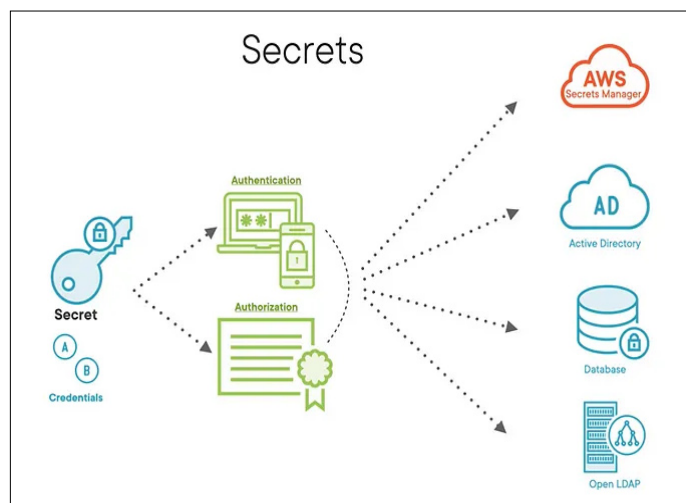 Secrets
AWS
Secrets Manager
Authentication
**
AD
Active Directory
Secret
Authorization
A
B
Credentials
Database
Open LDAP